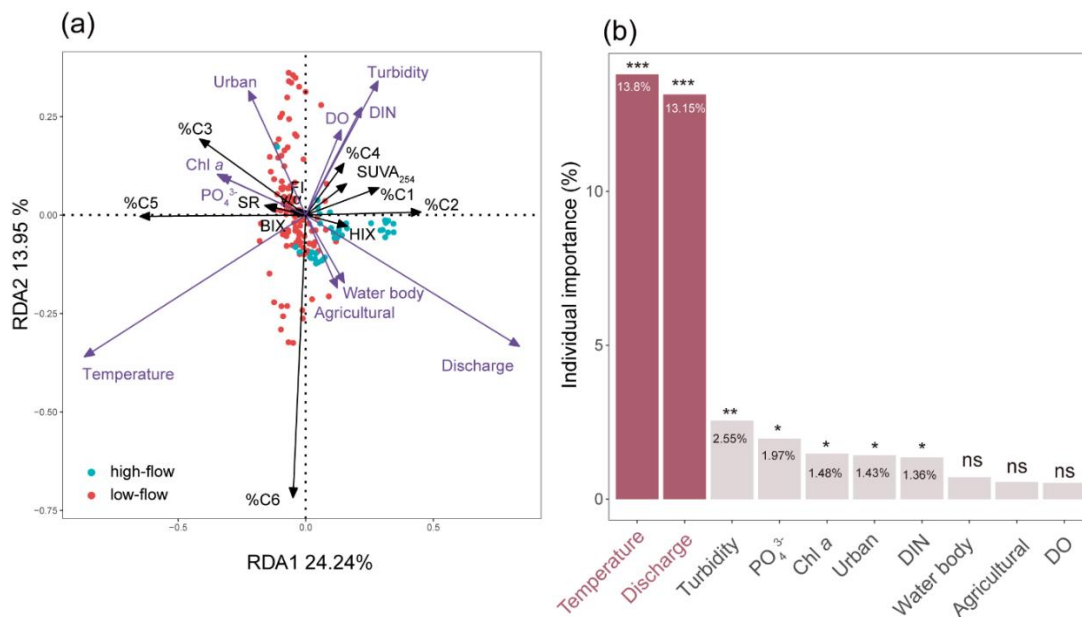 (a)
Urban
Turbidity
DO
DIN
%C3
%C4
Chl a
SUVA254
PO4 3-
FI
%C1
%C5
SR
%C2
BIX
HIX
Water body
Agricultural
Temperature
Discharge
%C6
high-flow
low-flow
0.25
0.00
−0.25
−0.50
−0.75
−0.5
0.0
0.5
RDA2 13.95 %
RDA1 24.24%
(b)
***
13.8%
***
13.15%
**
2.55%
*
1.97%
*
1.48%
*
1.43%
*
1.36%
ns
ns
ns
10
5
0
Individual importance (%)
Temperature
Discharge
Turbidity
PO4 3-
Chl a
Urban
DIN
Water body
Agricultural
DO